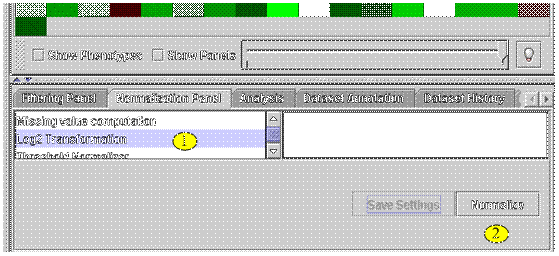 Show Phenotypes Show Panels
Filtering Panel Normalization Panel Analysis Dataset Annotation Dataset History
Missing value computation
Log2 Transformation
1
Threshold Normalizer
Save Settings Normalize
2